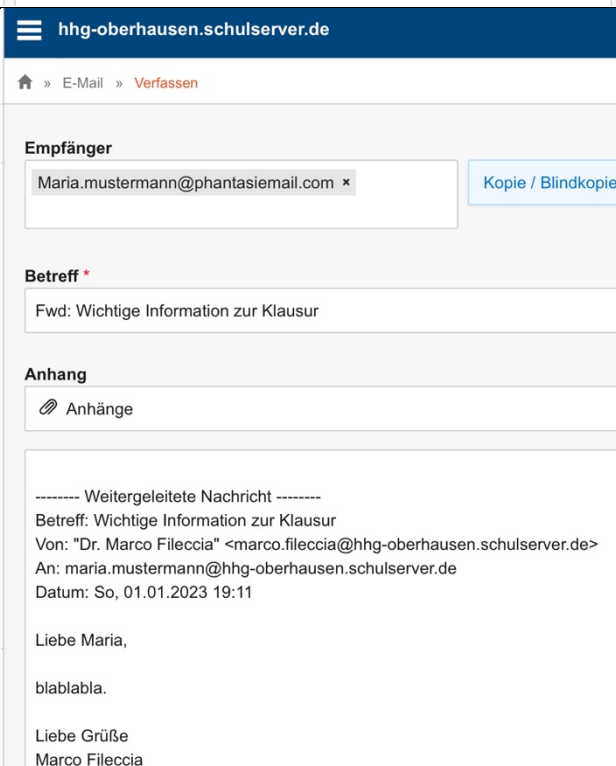 hhg-oberhausen.schulserver.de
» E-Mail » Verfassen
Empfänger
Maria.mustermann@phantasiemail.com ×
Kopie / Blindkopie
Betreff *
Fwd: Wichtige Information zur Klausur
Anhang
Anhänge
-------- Weitergeleitete Nachricht --------
Betreff: Wichtige Information zur Klausur
Von: "Dr. Marco Fileccia" <marco.fileccia@hhg-oberhausen.schulserver.de>
An: maria.mustermann@hhg-oberhausen.schulserver.de
Datum: So, 01.01.2023 19:11
Liebe Maria,
blablabla.
Liebe Grüße
Marco Fileccia